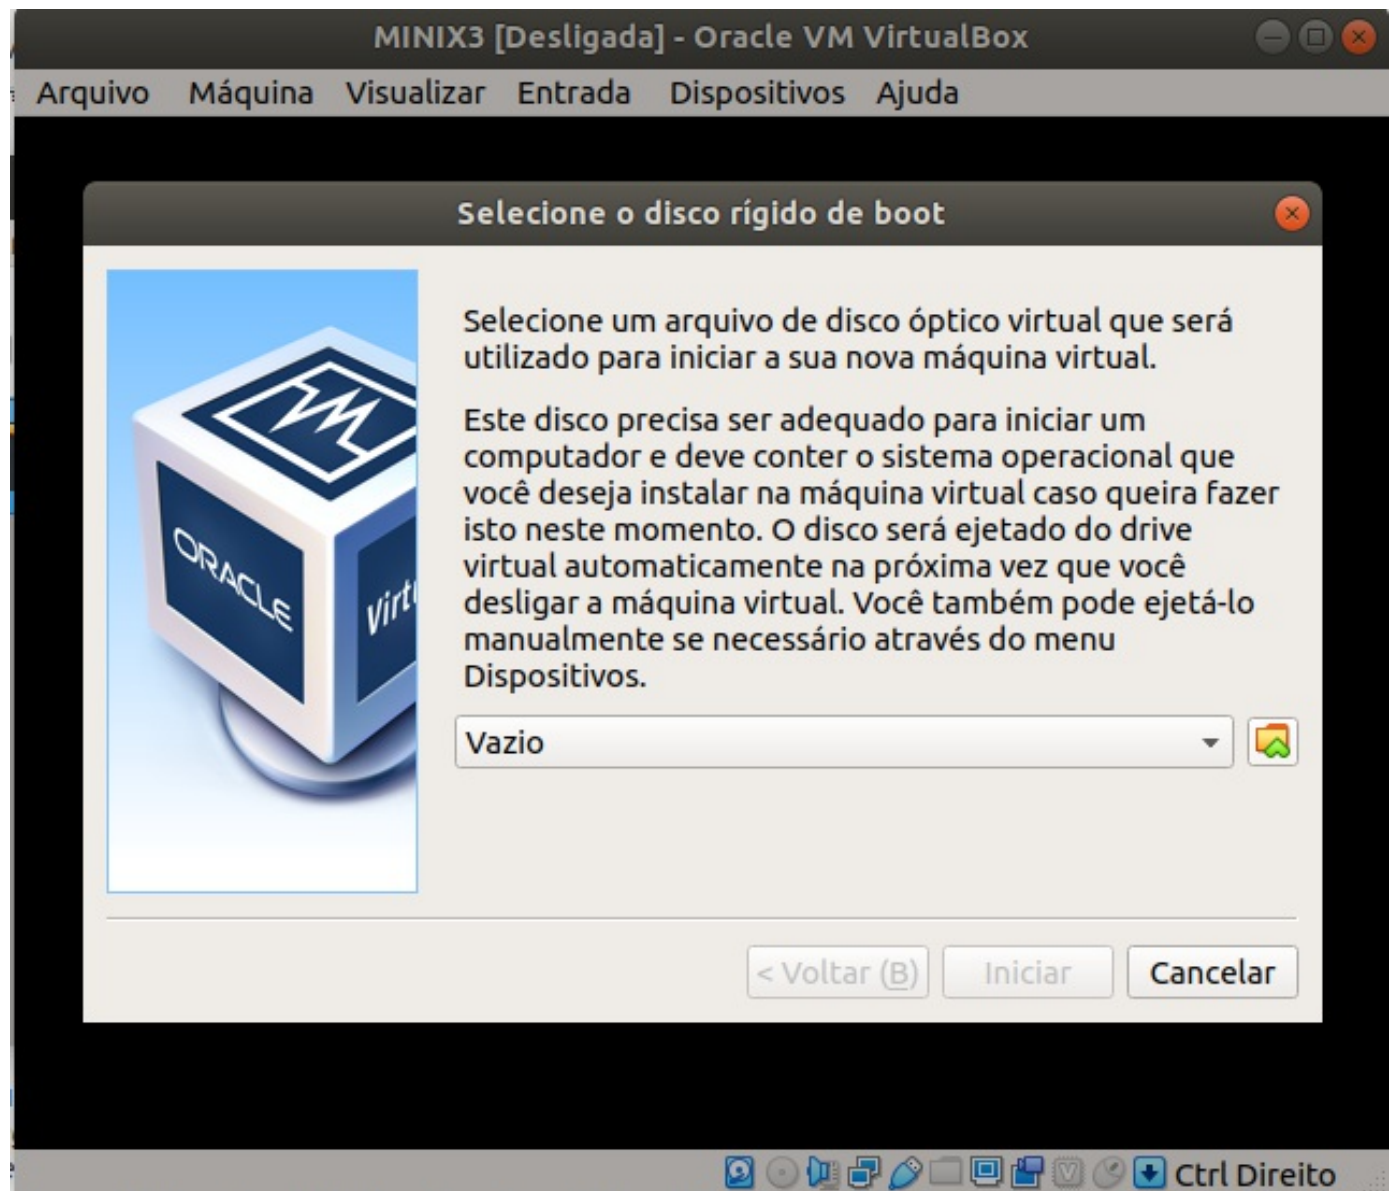 MINIX3 [Desligada] - Oracle VM VirtualBox
Arquivo Máquina Visualizar Entrada Dispositivos Ajuda
Selecione o disco rígido de boot
Selecione um arquivo de disco óptico virtual que será
utilizado para iniciar a sua nova máquina virtual.
Este disco precisa ser adequado para iniciar um
computador e deve conter o sistema operacional que
você deseja instalar na máquina virtual caso queira fazer
isto neste momento. O disco será ejetado do drive
virtual automaticamente na próxima vez que você
desligar a máquina virtual. Você também pode ejetá-lo
manualmente se necessário através do menu
Dispositivos.
ORACLE
Virtu
Vazio
< Voltar (B) Iniciar Cancelar
Ctrl Direito